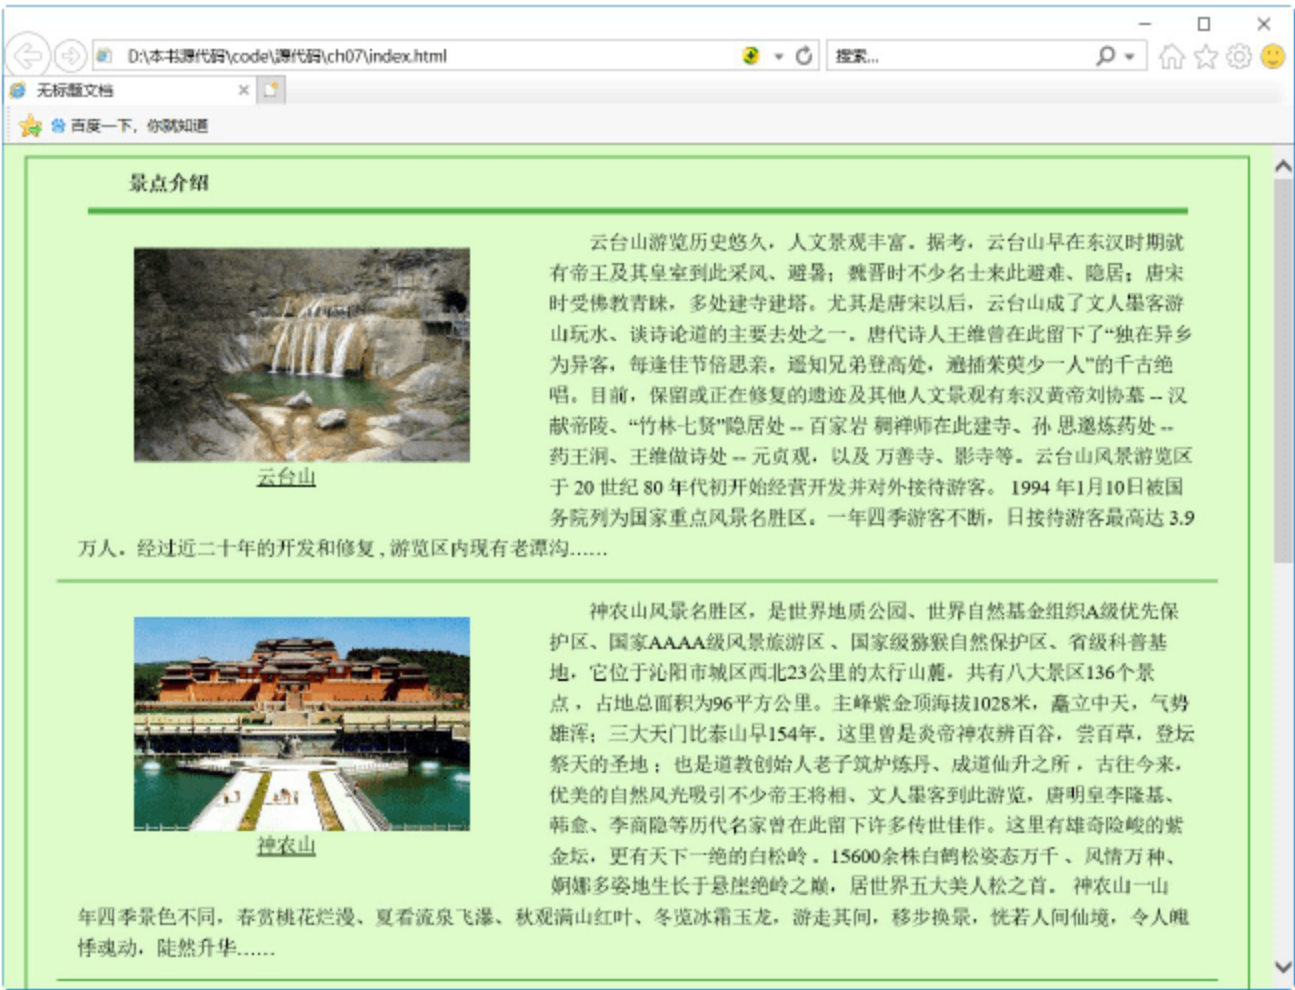 D:\本书源代码\code\源代码\ch07\index.html
搜索...
无标题文档
百度一下，你就知道
景点介绍
云台山游览历史悠久，人文景观丰富。据考，云台山早在东汉时期就
有帝王及其皇室到此采风、避暑；魏晋时不少名士来此避难、隐居；唐宋
时受佛教青睐，多处建寺建塔。尤其是唐宋以后，云台山成了文人墨客游
山玩水、谈诗论道的主要去处之一。唐代诗人王维曾在此留下了“独在异乡
为异客，每逢佳节倍思亲。遥知兄弟登高处，遍插茱萸少一人”的千古绝
唱。目前，保留或正在修复的遗迹及其他人文景观有东汉黄帝刘协墓 -- 汉
献帝陵、“竹林七贤”隐居处 -- 百家岩 稠禅师在此建寺、孙 思邈炼药处 --
药王洞、王维做诗处 -- 元贞观，以及 万善寺、影寺等。云台山风景游览区
于 20 世纪 80 年代初开始经营开发并对外接待游客。 1994 年1月10日被国
务院列为国家重点风景名胜区。一年四季游客不断，日接待游客最高达 3.9
万人。经过近二十年的开发和修复 , 游览区内现有老潭沟……
云台山
神农山风景名胜区，是世界地质公园、世界自然基金组织A级优先保
护区、国家AAAA级风景旅游区 、国家级猕猴自然保护区、省级科普基
地，它位于沁阳市城区西北23公里的太行山麓，共有八大景区136个景
点 ，占地总面积为96平方公里。主峰紫金顶海拔1028米，矗立中天，气势
雄浑；三大天门比泰山早154年。这里曾是炎帝神农辨百谷，尝百草，登坛
祭天的圣地 ；也是道教创始人老子筑炉炼丹、成道仙升之所 ，古往今来，
优美的自然风光吸引不少帝王将相、文人墨客到此游览，唐明皇李隆基、
韩愈、李商隐等历代名家曾在此留下许多传世佳作。这里有雄奇险峻的紫
金坛，更有天下一绝的白松岭 。15600余株白鹤松姿态万千 、风情万种、
婀娜多姿地生长于悬崖绝岭之巅，居世界五大美人松之首。 神农山一山
年四季景色不同，春赏桃花烂漫、夏看流泉飞瀑、秋观满山红叶、冬览冰霜玉龙，游走其间，移步换景，恍若人间仙境，令人魄
悸魂动，陡然升华……
神农山